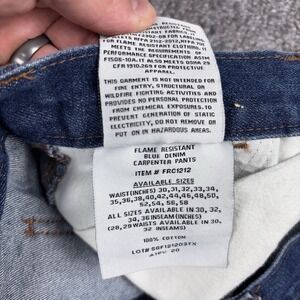 FLAME RESISTANT CLOTHING.
MEETS THE REQUIREMENTS OF
PERFORMANCE SPECIFICATION ASTM
F1506-10A. IT ALSO MEETS OSHA 29
CFR 1910.269 FOR PROTECTIVE
APPAREL.
THIS GARMENT IS NOT INTENDED FOR
FIRE ENTRY, STRUCTURAL OR
WILDFIRE FIGHTING ACTIVITIES AND
PROVIDES NO PERSONAL PROTECTION
FROM CHEMICAL EXPOSURES. TO
PREVENT GENERATION OF STATIC
ELECTRICITY, DO NOT REMOVE OR
PUT ON IN HAZARDOUS AREAS.
FLAME RESISTANT
BLUE DENIM
CARPENTER PANTS
ITEM # FRC1212
AVAILABLE SIZES
WAIST(INCHES) 30, 31, 32, 33, 34,
35, 36, 38, 40, 42, 44, 46, 48, 50,
52, 54, 56, 58
ALL SIZES AVAILABLE IN 30, 32,
34, 36 INSEAM (INCHES)
(28, 29 WAIST AVAILABLE IN 30,
32 INSEAMS)
100% COTTON